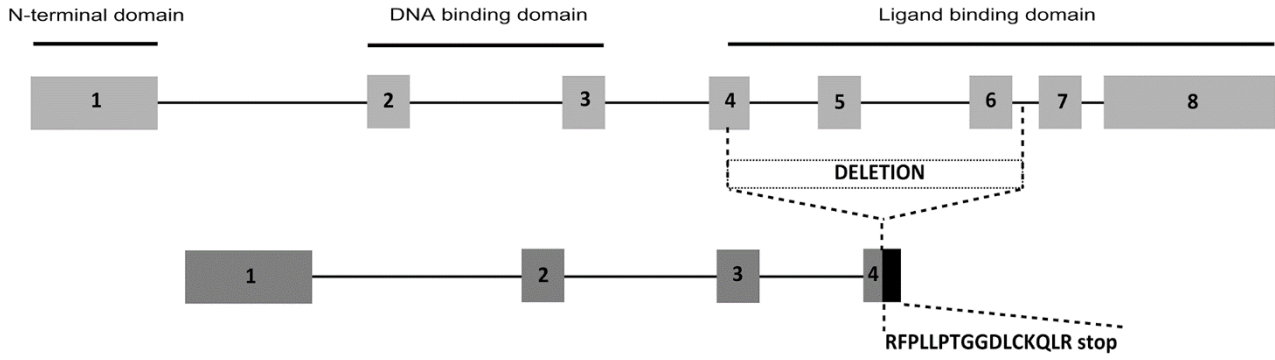 N-terminal domain DNA binding domain Ligand binding domain
1 2 3 4 5 6 7 8
DELETION
1 2 3 4
RFPLLPTGGDLCKQLR stop